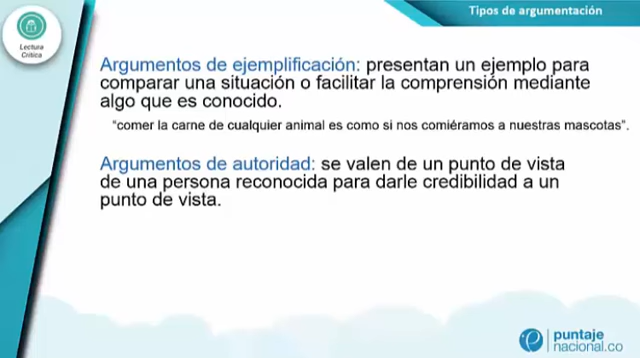 Tipos de argumentación
Lectura
Crítica
Argumentos de ejemplificación: presentan un ejemplo para
comparar una situación o facilitar la comprensión mediante
algo que es conocido.
“comer la carne de cualquier animal es como si nos comiéramos a nuestras mascotas”.
Argumentos de autoridad: se valen de un punto de vista
de una persona reconocida para darle credibilidad a un
punto de vista.
puntaje
nacional.co